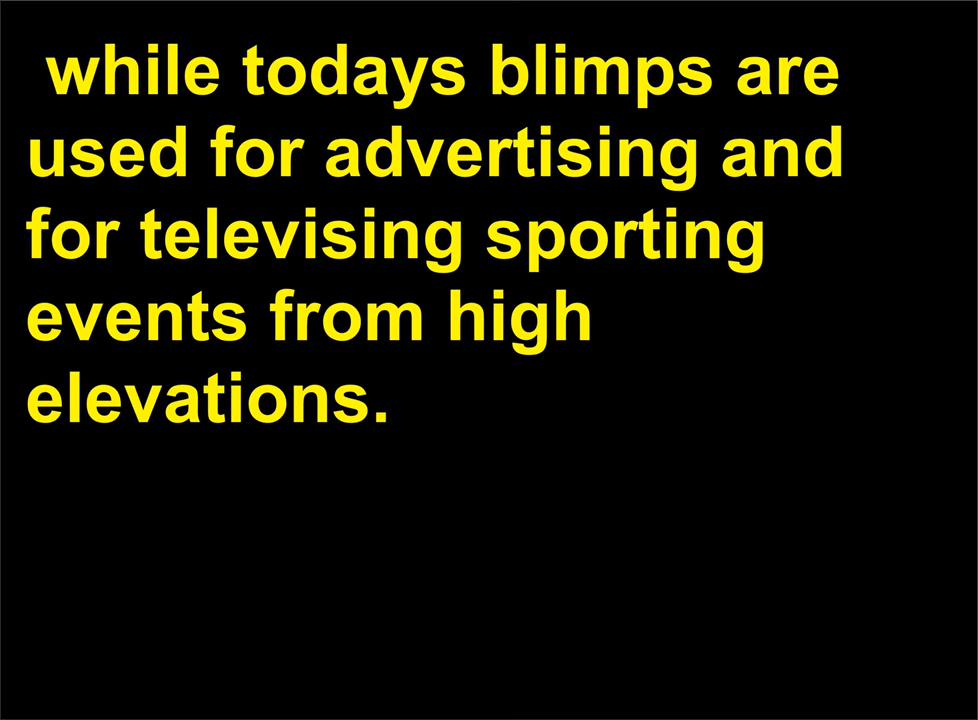 while todays blimps are
used for advertising and
for televising sporting
events from high
elevations.